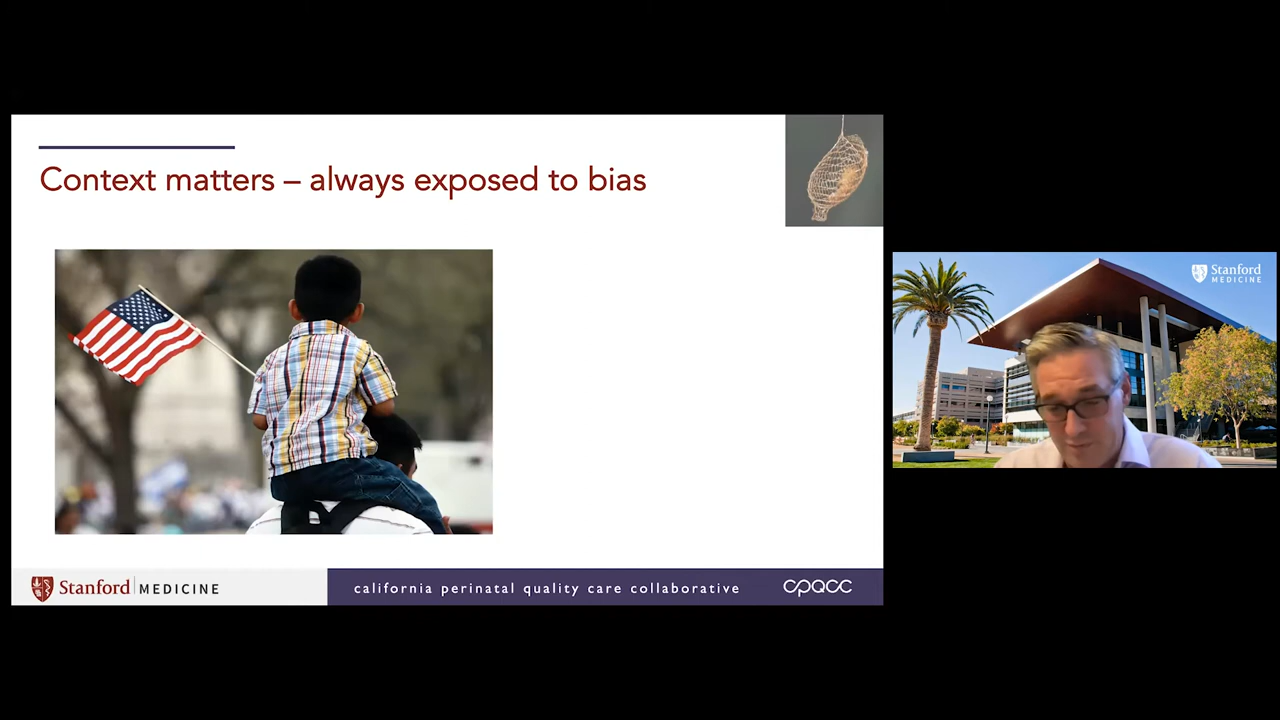 Context matters – always exposed to bias
Stanford MEDICINE
california perinatal quality care collaborative
cpqcc
Stanford
MEDICINE